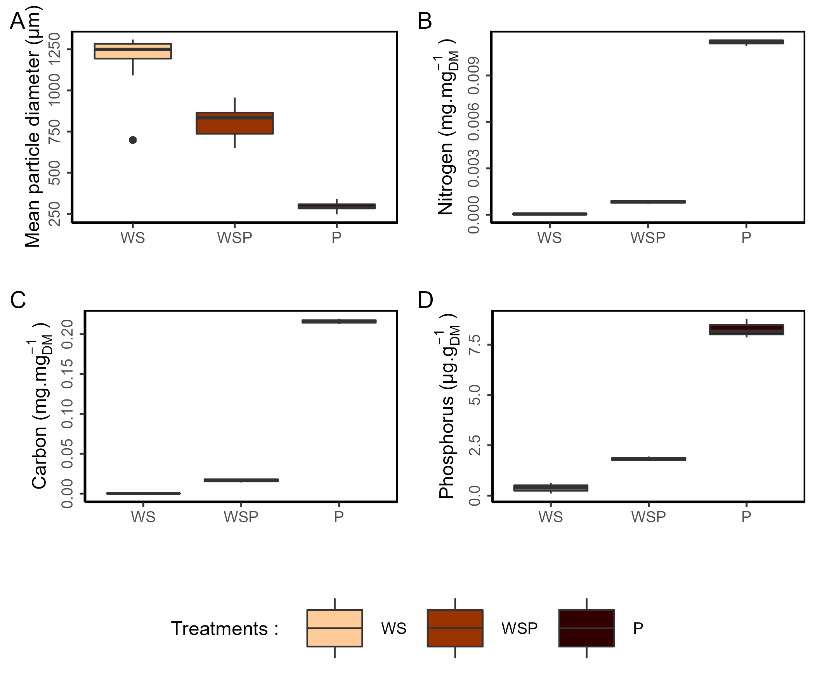 A
Mean particle diameter (µm)
1250
1000
750
500
250
WS WSP P
B
Nitrogen (mg.mg⁻¹DM )
0.009
0.006
0.003
0.000
WS WSP P
C
Carbon (mg.mg⁻¹DM )
0.20
0.15
0.10
0.05
0.00
WS WSP P
D
Phosphorus (µg.g⁻¹DM )
7.5
5.0
2.5
0.0
WS WSP P
Treatments : WS WSP P